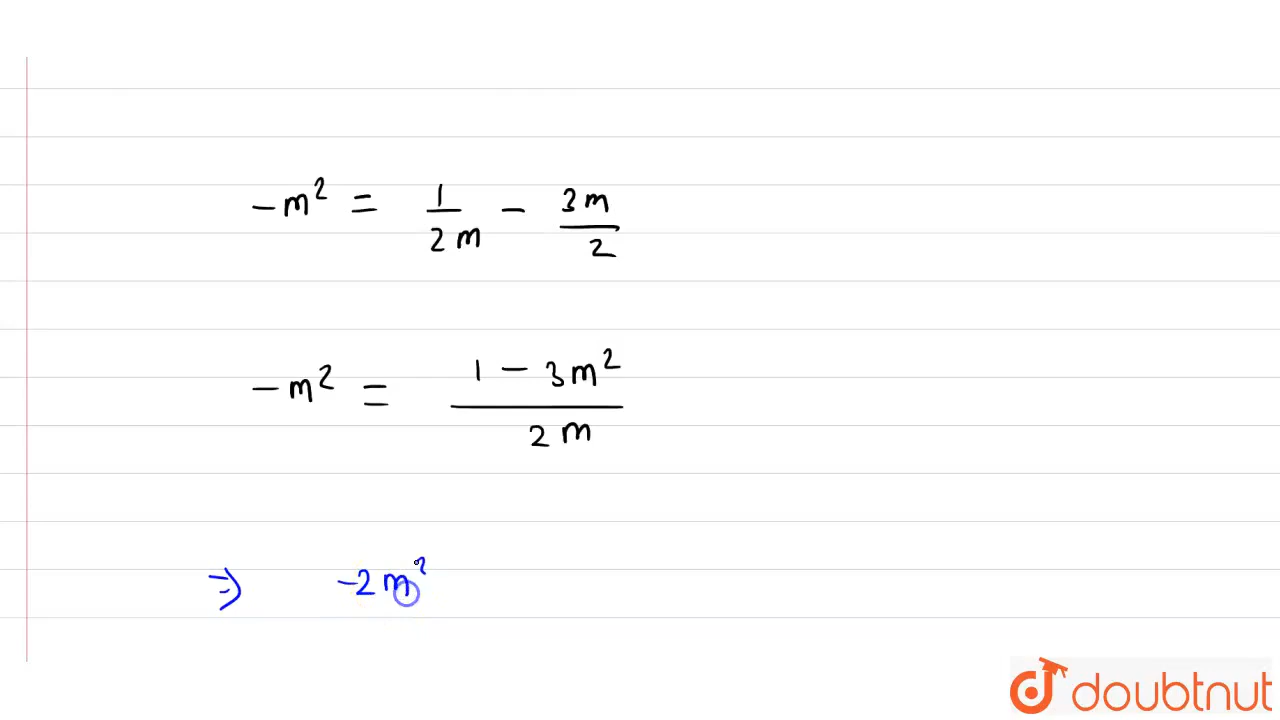 -m² = 1/2m - 3m/2
-m² = 1 - 3m²/2m
⇒ -2m²
doubtnut